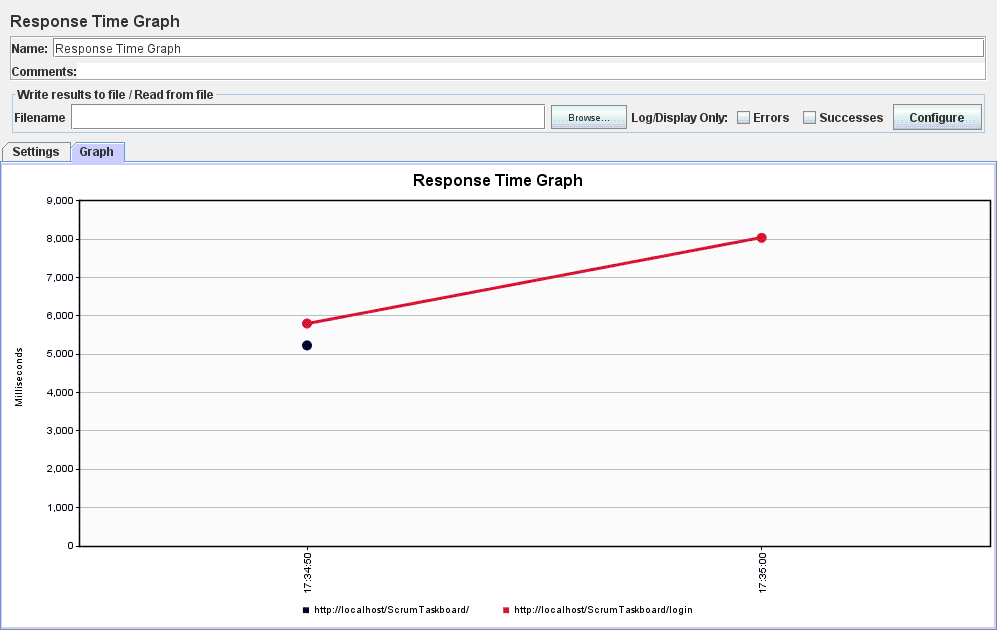 Response Time Graph
Name: Response Time Graph
Comments:
Write results to file / Read from file
Filename Browse... Log/Display Only: Errors Successes Configure
Settings Graph
Response Time Graph
9,000
8,000
7,000
6,000
5,000
4,000
3,000
2,000
1,000
0
Milliseconds
17:34:50 17:35:00
http://localhost/ScrumTaskboard/ http://localhost/ScrumTaskboard/login